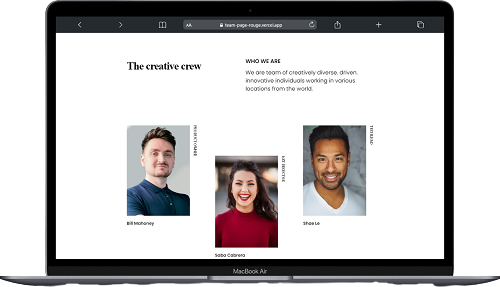 AA team-page-rouge.vercel.app
The creative crew
WHO WE ARE
We are team of creatively diverse. driven.
innovative individuals working in various
locations from the world.
ART DIRECTOR
TECH LEAD
Bill Mahoney
Shae Le
Saba Cabrera
MacBook Air